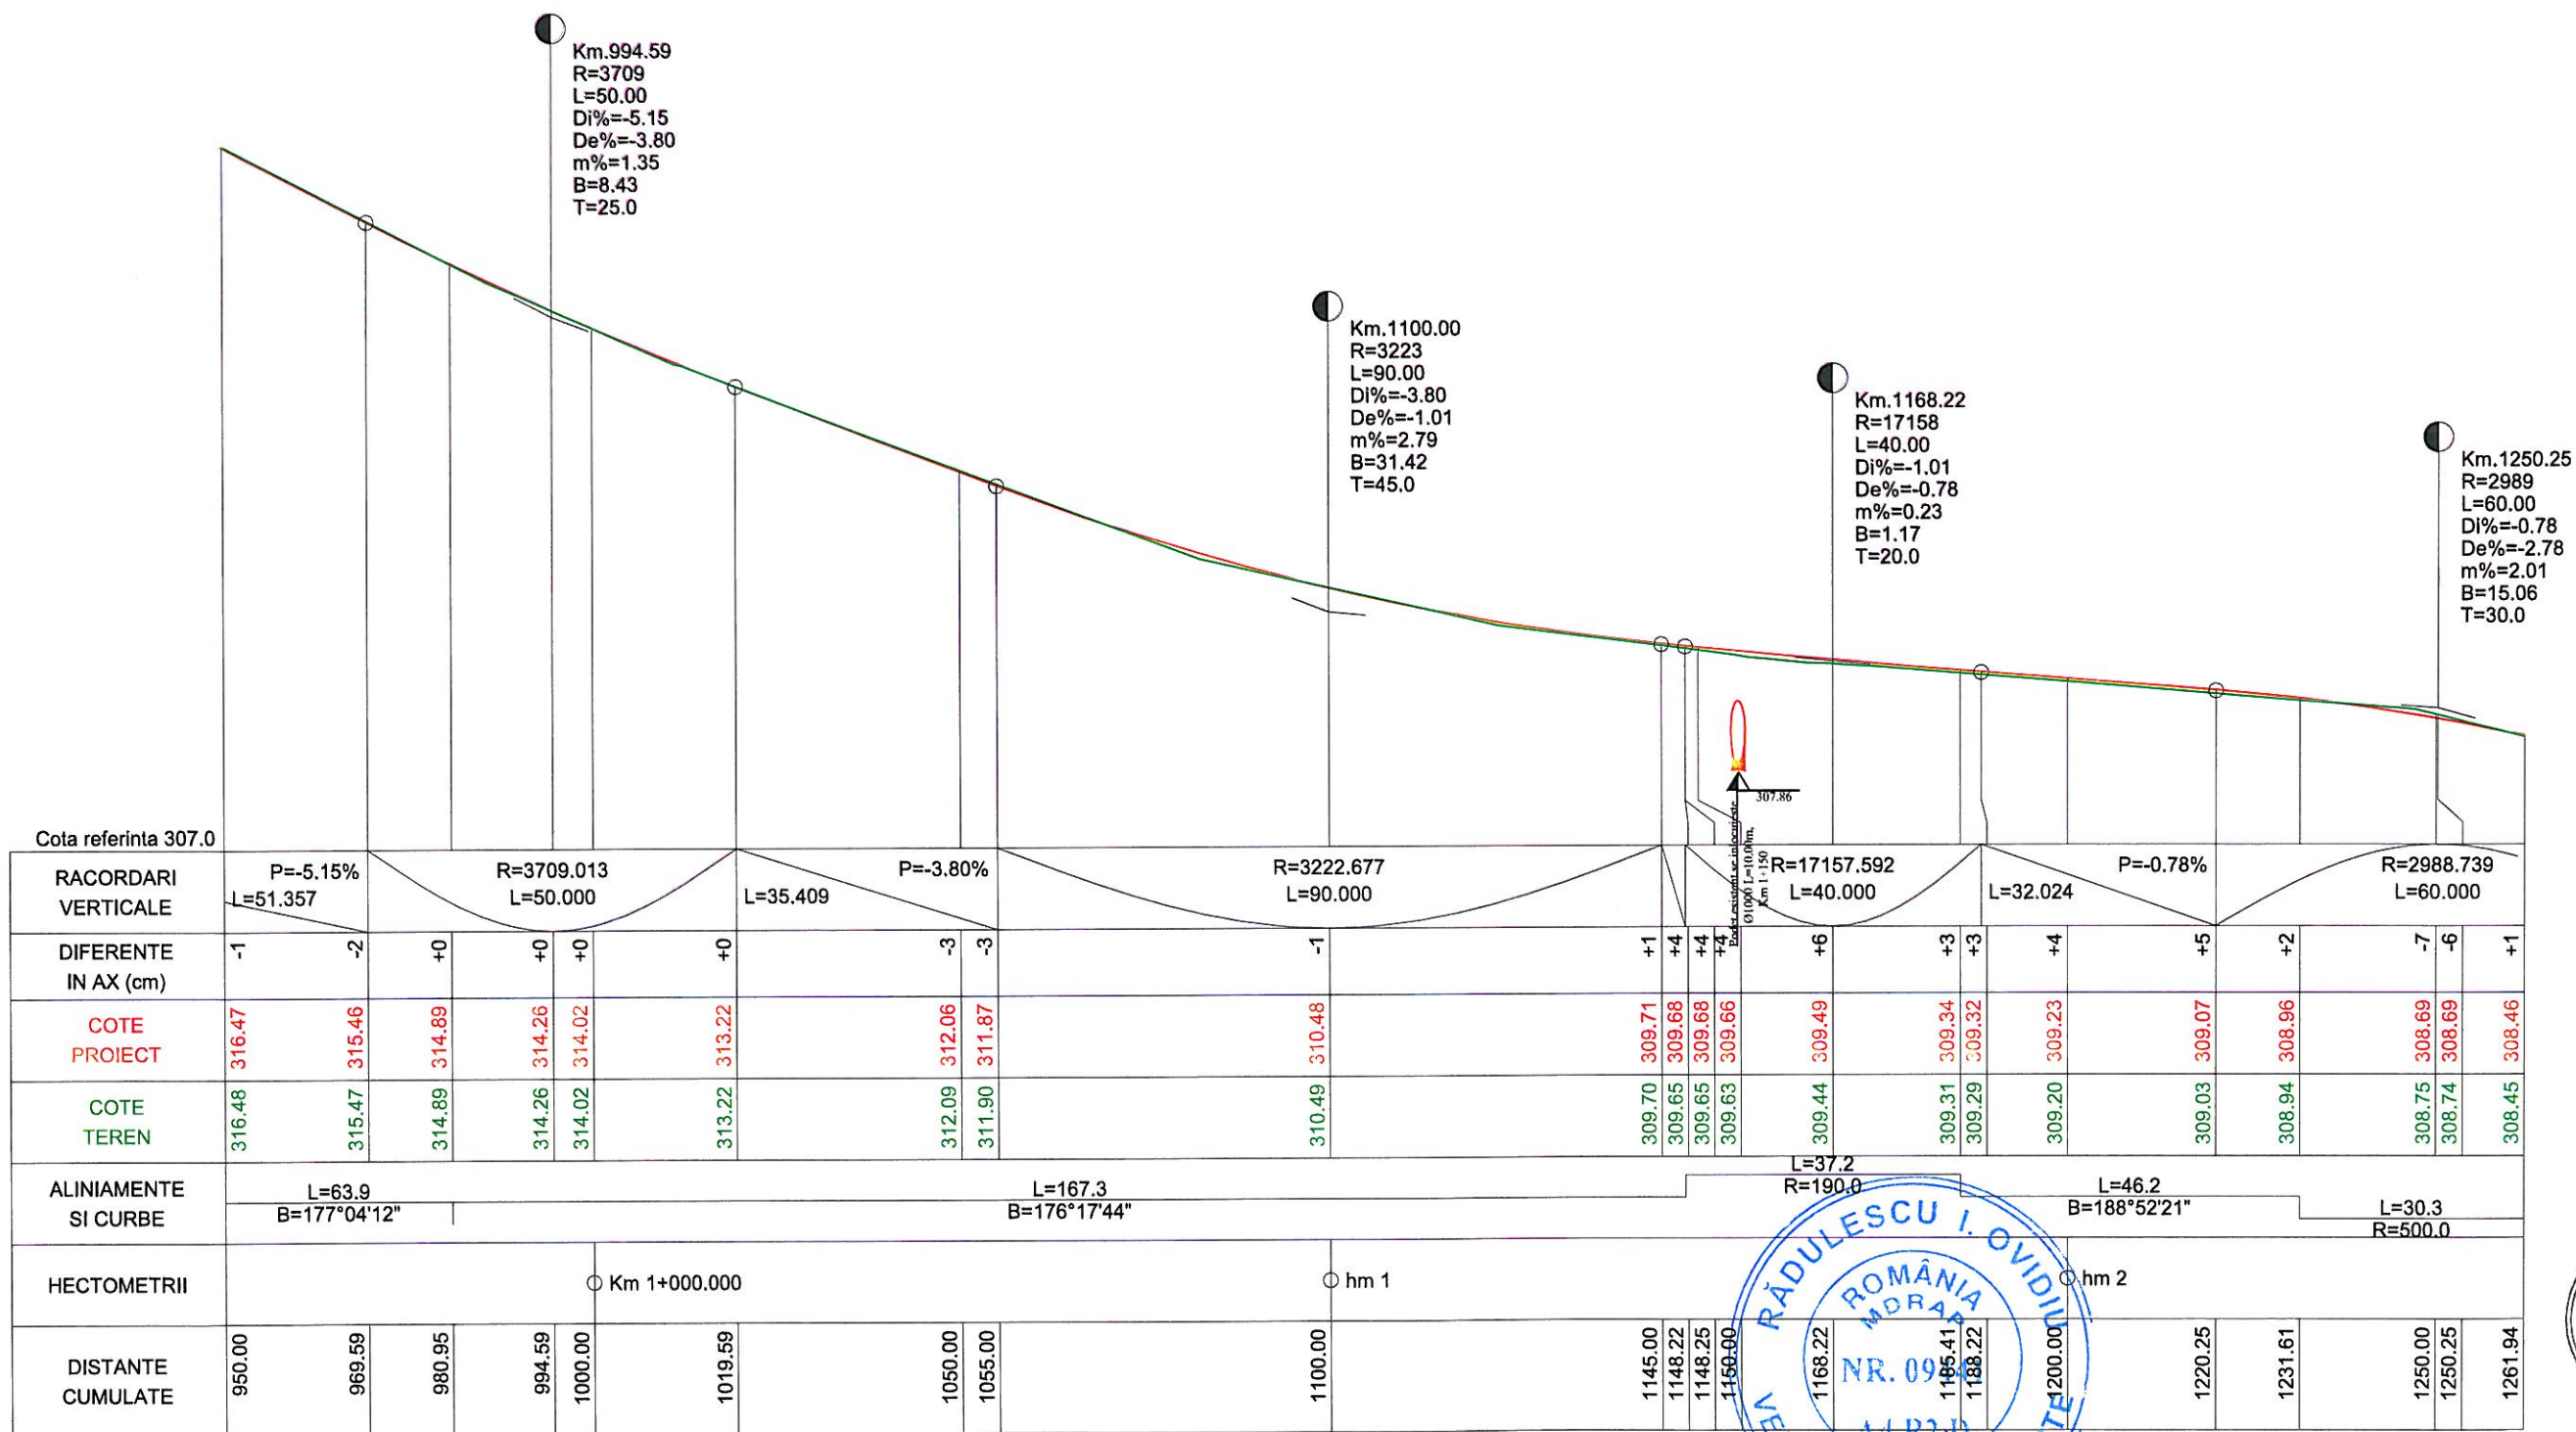 Km.994.59
R=3709
L=50.00
Di%=-5.15
De%=-3.80
m%=1.35
B=8.43
T=25.0
Km.1100.00
R=3223
L=90.00
Di%=-3.80
De%=-1.01
m%=2.79
B=31.42
T=45.0
Km.1168.22
R=17158
L=40.00
Di%=-1.01
De%=-0.78
m%=0.23
B=1.17
T=20.0
Km.1250.25
R=2989
L=60.00
Di%=-0.78
De%=-2.78
m%=2.01
B=15.06
T=30.0
307.86
Km 1+150
Cota referinta 307.0
RACORDARI
VERTICALE
P=-5.15%
L=51.357
R=3709.013
L=50.000
P=-3.80%
L=35.409
R=3222.677
L=90.000
R=17157.592
L=40.000
P=-0.78%
L=32.024
R=2988.739
L=60.000
DIFERENTE
IN AX (cm)
-1 -2 +0 +0 +0 +0 -3 -3 -1 +1 +4 +4 +4 +6 +3 +3 +4 +5 +2 -7 -6 +1
COTE
PROIECT
316.47 315.46 314.89 314.26 314.02 313.22 312.06 311.87 310.48 309.71 309.68 309.68 309.66 309.49 309.34 309.32 309.23 309.07 308.96 308.69 308.69 308.46
COTE
TEREN
316.48 315.47 314.89 314.26 314.02 313.22 312.09 311.90 310.49 309.70 309.65 309.65 309.63 309.44 309.31 309.29 309.20 309.03 308.94 308.75 308.74 308.45
ALINIAMENTE
SI CURBE
L=63.9
B=177°04'12"
L=167.3
B=176°17'44"
L=37.2
R=190.0
L=46.2
B=188°52'21"
L=30.3
R=500.0
HECTOMETRII
Km 1+000.000
hm 1
hm 2
DISTANTE
CUMULATE
950.00 969.59 980.95 994.59 1000.00 1019.59 1050.00 1055.00 1100.00 1145.00 1148.22 1148.25 1150.00 1168.22 1185.41 1188.22 1200.00 1220.25 1231.61 1250.00 1250.25 1261.94
RĂDULESCU I. OVIDIU
ROMÂNIA
MDRAP
NR.